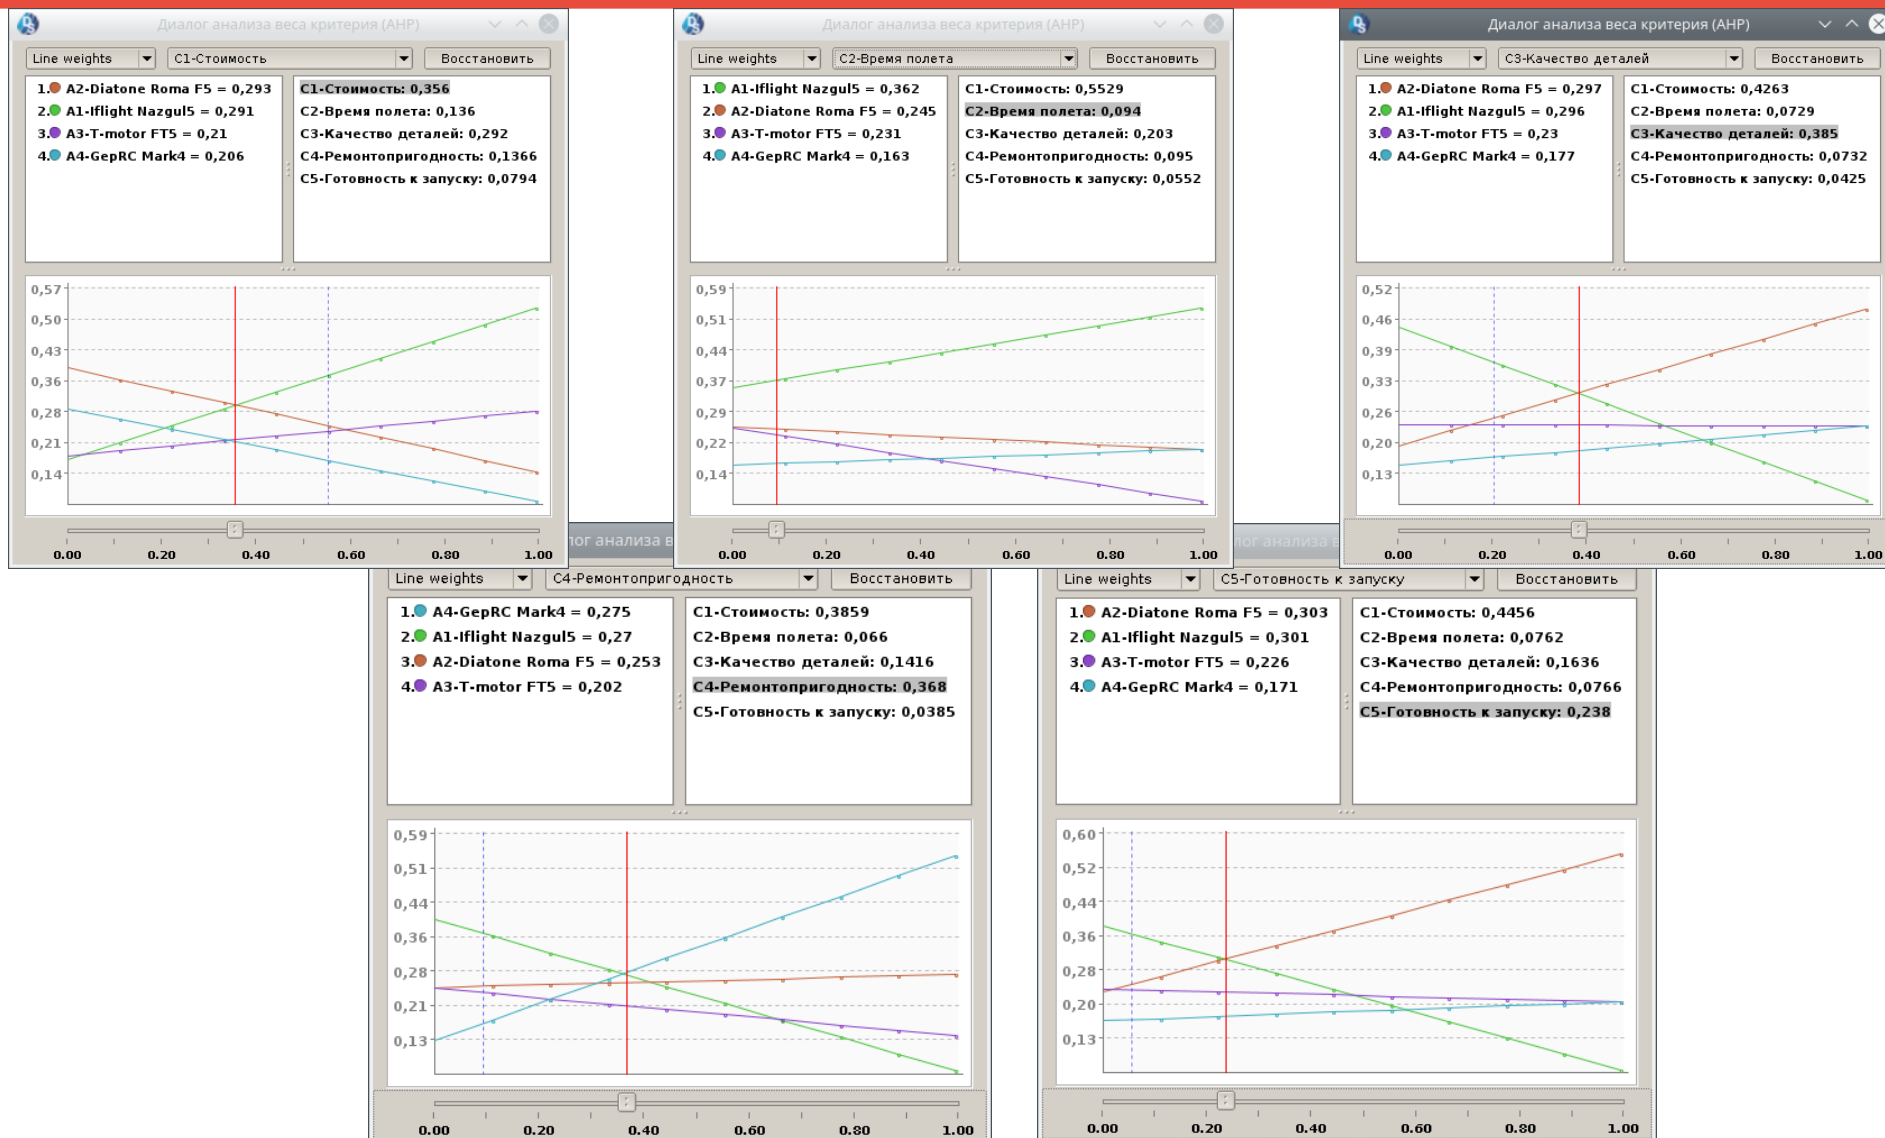 Диалог анализа веса критерия (AHP)
Line weights
C1-Стоимость
Восстановить
1. A2-Diatone Roma F5 = 0,293
2. A1-Iflight Nazgul5 = 0,291
3. A3-T-motor FT5 = 0,21
4. A4-GepRC Mark4 = 0,206
C1-Стоимость: 0,356
C2-Время полета: 0,136
C3-Качество деталей: 0,292
C4-Ремонтопригодность: 0,1366
C5-Готовность к запуску: 0,0794
0,57
0,50
0,43
0,36
0,28
0,21
0,14
0.00 0.20 0.40 0.60 0.80 1.00
Диалог анализа веса критерия (AHP)
Line weights
C2-Время полета
Восстановить
1. A1-Iflight Nazgul5 = 0,362
2. A2-Diatone Roma F5 = 0,245
3. A3-T-motor FT5 = 0,231
4. A4-GepRC Mark4 = 0,163
C1-Стоимость: 0,5529
C2-Время полета: 0,094
C3-Качество деталей: 0,203
C4-Ремонтопригодность: 0,095
C5-Готовность к запуску: 0,0552
0,59
0,51
0,44
0,37
0,29
0,22
0,14
0.00 0.20 0.40 0.60 0.80 1.00
Диалог анализа веса критерия (AHP)
Line weights
C3-Качество деталей
Восстановить
1. A2-Diatone Roma F5 = 0,297
2. A1-Iflight Nazgul5 = 0,296
3. A3-T-motor FT5 = 0,23
4. A4-GepRC Mark4 = 0,177
C1-Стоимость: 0,4263
C2-Время полета: 0,0729
C3-Качество деталей: 0,385
C4-Ремонтопригодность: 0,0732
C5-Готовность к запуску: 0,0425
0,52
0,46
0,39
0,33
0,26
0,20
0,13
0.00 0.20 0.40 0.60 0.80 1.00
лог анализа в
Line weights
C4-Ремонтопригодность
Восстановить
1. A4-GepRC Mark4 = 0,275
2. A1-Iflight Nazgul5 = 0,27
3. A2-Diatone Roma F5 = 0,253
4. A3-T-motor FT5 = 0,202
C1-Стоимость: 0,3859
C2-Время полета: 0,066
C3-Качество деталей: 0,1416
C4-Ремонтопригодность: 0,368
C5-Готовность к запуску: 0,0385
0,59
0,51
0,44
0,36
0,28
0,21
0,13
0.00 0.20 0.40 0.60 0.80 1.00
лог анализа в
Line weights
C5-Готовность к запуску
Восстановить
1. A2-Diatone Roma F5 = 0,303
2. A1-Iflight Nazgul5 = 0,301
3. A3-T-motor FT5 = 0,226
4. A4-GepRC Mark4 = 0,171
C1-Стоимость: 0,4456
C2-Время полета: 0,0762
C3-Качество деталей: 0,1636
C4-Ремонтопригодность: 0,0766
C5-Готовность к запуску: 0,238
0,60
0,52
0,44
0,36
0,28
0,20
0,13
0.00 0.20 0.40 0.60 0.80 1.00